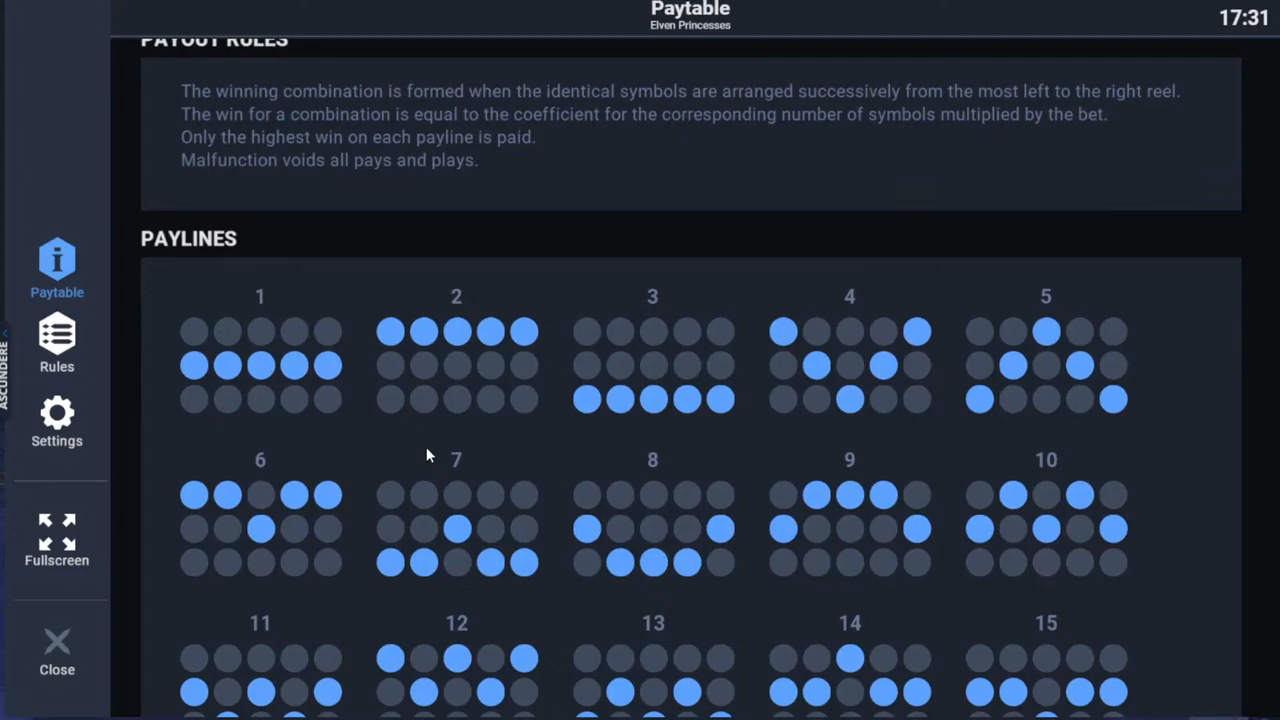 Paytable
Elven Princesses
17:31
PAYOUT RULES
The winning combination is formed when the identical symbols are arranged successively from the most left to the right reel.
The win for a combination is equal to the coefficient for the corresponding number of symbols multiplied by the bet.
Only the highest win on each payline is paid.
Malfunction voids all pays and plays.
PAYLINES
1 2 3 4 5
6 7 8 9 10
11 12 13 14 15
Paytable
Rules
Settings
Fullscreen
Close
ASCUNDERE